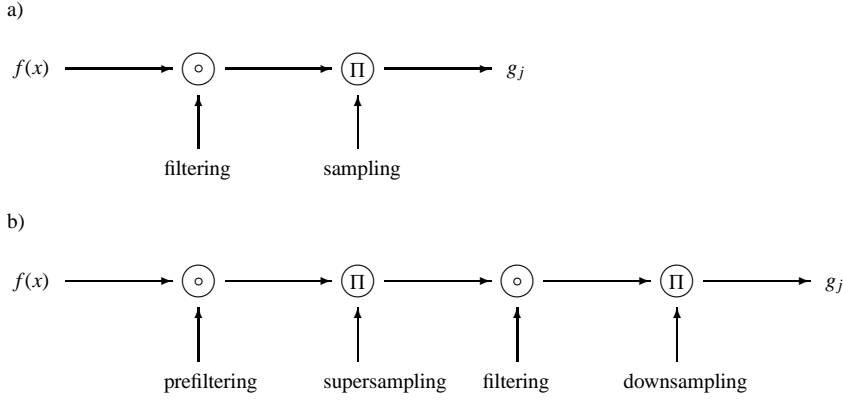 a)
f(x) ∘ Π g_j
filtering sampling
b)
f(x) ∘ Π ∘ Π g_j
prefiltering supersampling filtering downsampling